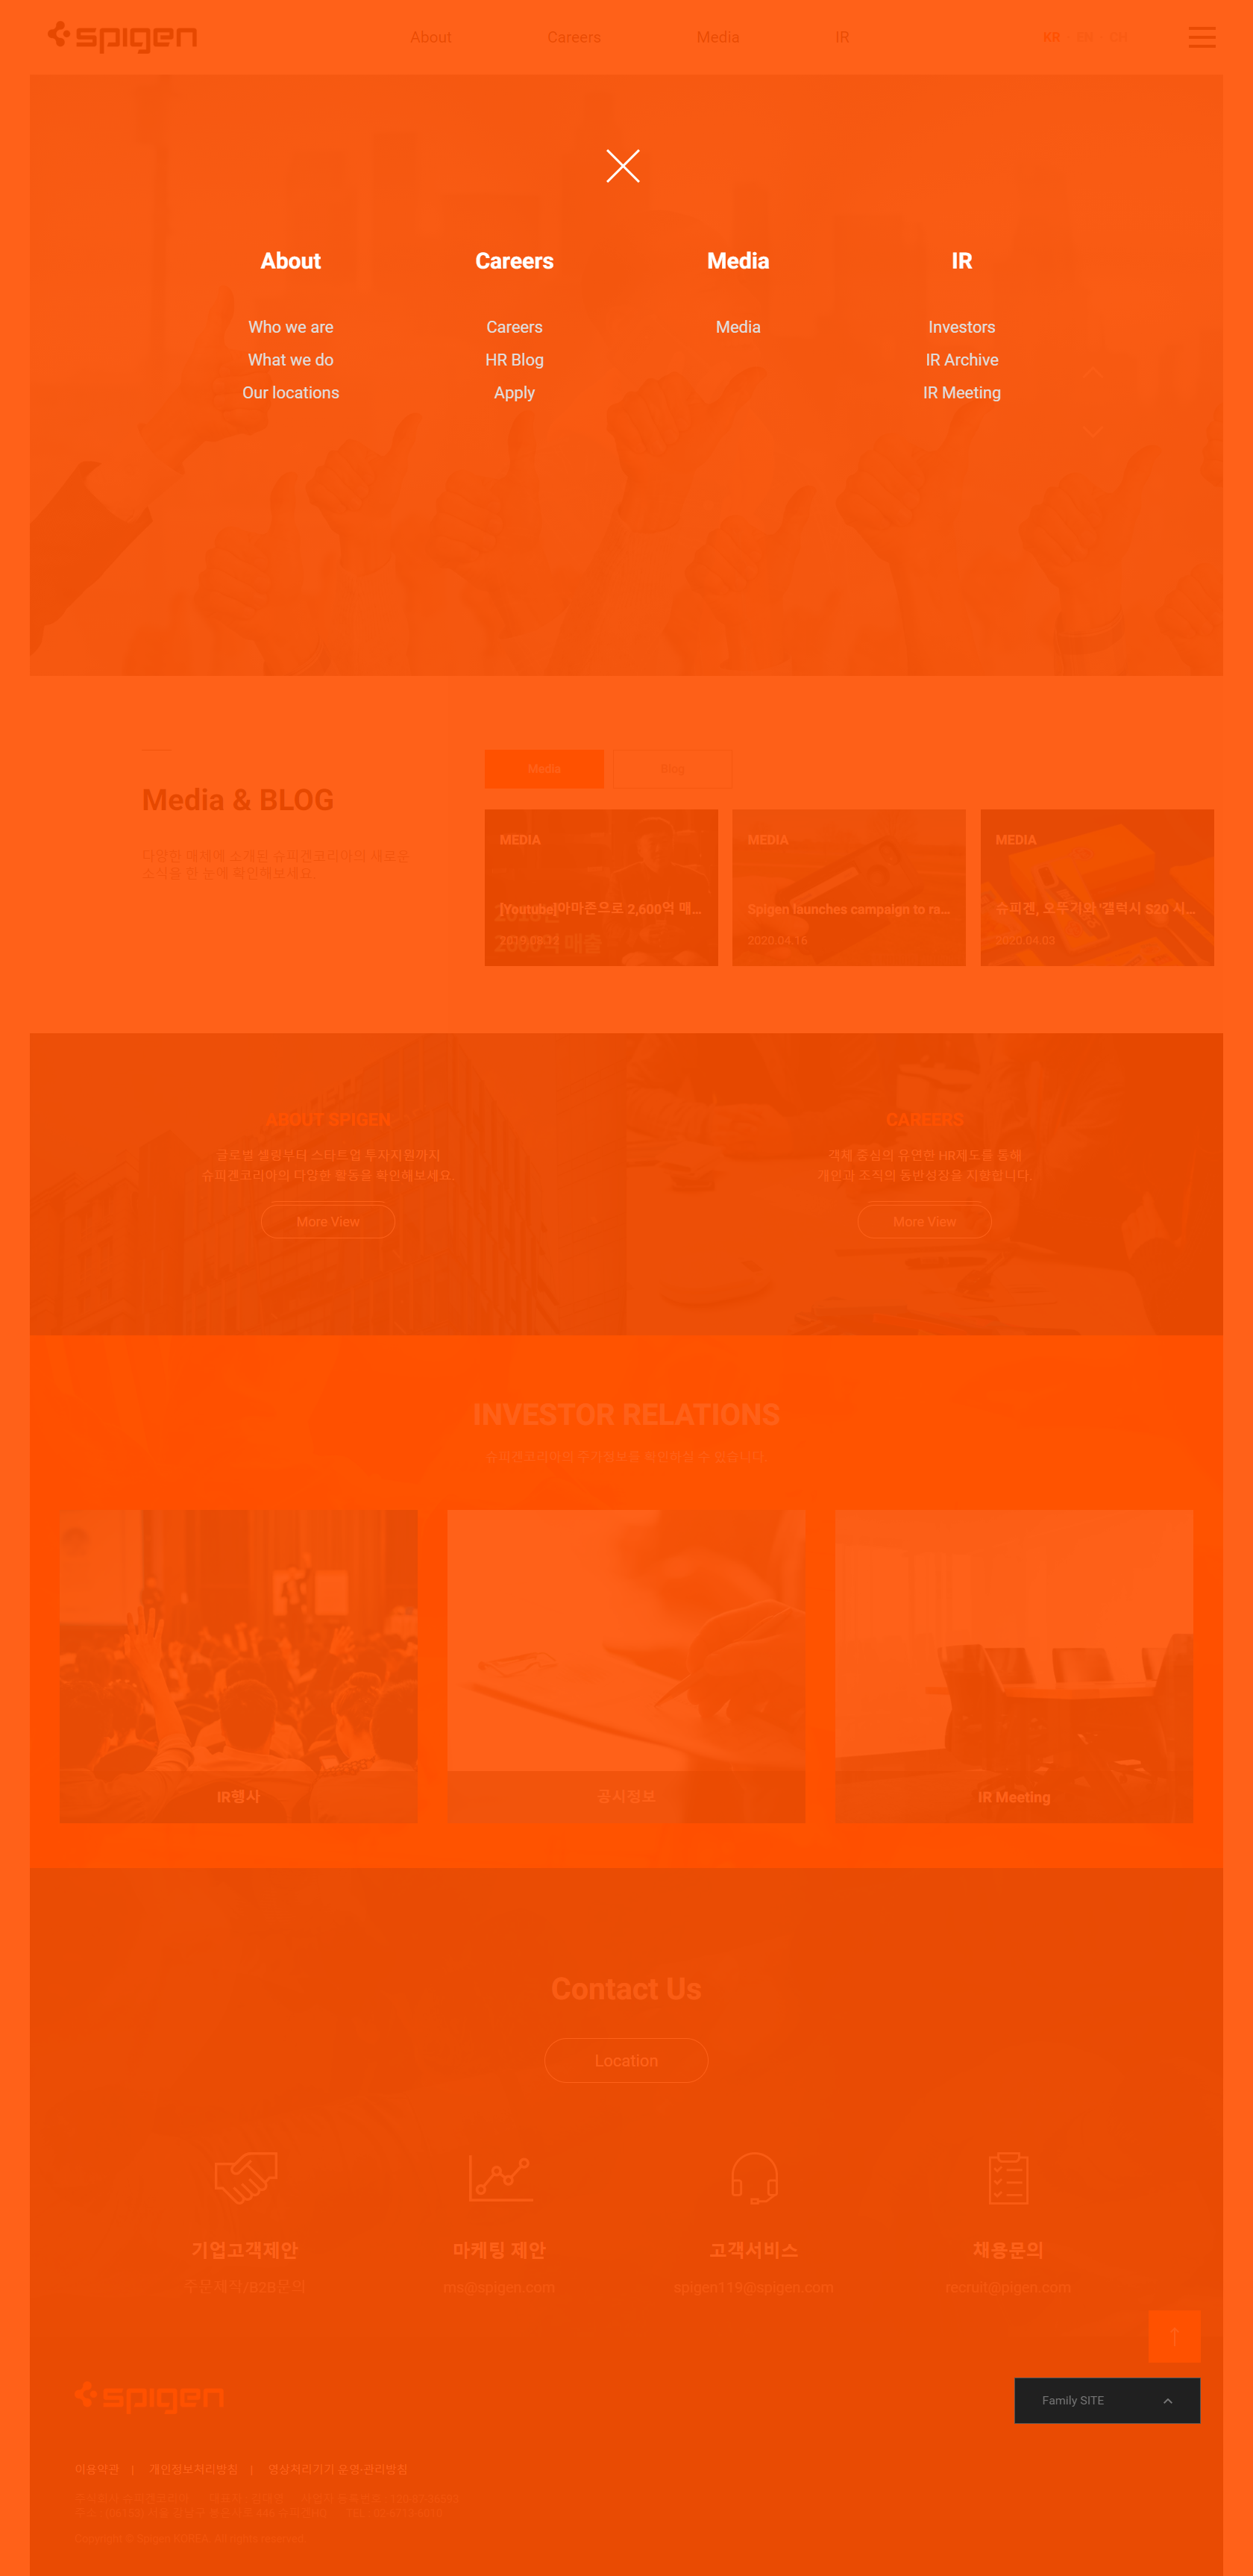 spigen
About
Careers
Media
IR
KR
EN
CH
About
Careers
Media
IR
Who we are
Careers
Media
Investors
What we do
HR Blog
IR Archive
Our locations
Apply
IR Meeting
Media
Blog
Media & BLOG
다양한 매체에 소개된 슈피겐코리아의 새로운
소식을 한 눈에 확인해보세요.
MEDIA
[Youtube]아마존으로 2,600억 매...
2600억 매출
MEDIA
Spigen launches campaign to ra...
2020.04.16
MEDIA
슈피겐, 오뚜기와 '갤럭시 S20 시...
2020.04.03
ABOUT SPIGEN
글로벌 셀링부터 스타트업 투자지원까지
슈피겐코리아의 다양한 활동을 확인해보세요.
More View
CAREERS
객체 중심의 유연한 HR제도를 통해
개인과 조직의 동반성장을 지향합니다.
More View
INVESTOR RELATIONS
슈피겐코리아의 주가정보를 확인하실 수 있습니다.
IR행사
공시정보
IR Meeting
Contact Us
Location
기업고객제안
주문제작/B2B문의
마케팅 제안
ms@spigen.com
고객서비스
spigen119@spigen.com
채용문의
recruit@pigen.com
spigen
Family SITE
이용약관 | 개인정보처리방침 | 영상처리기기 운영·관리방침